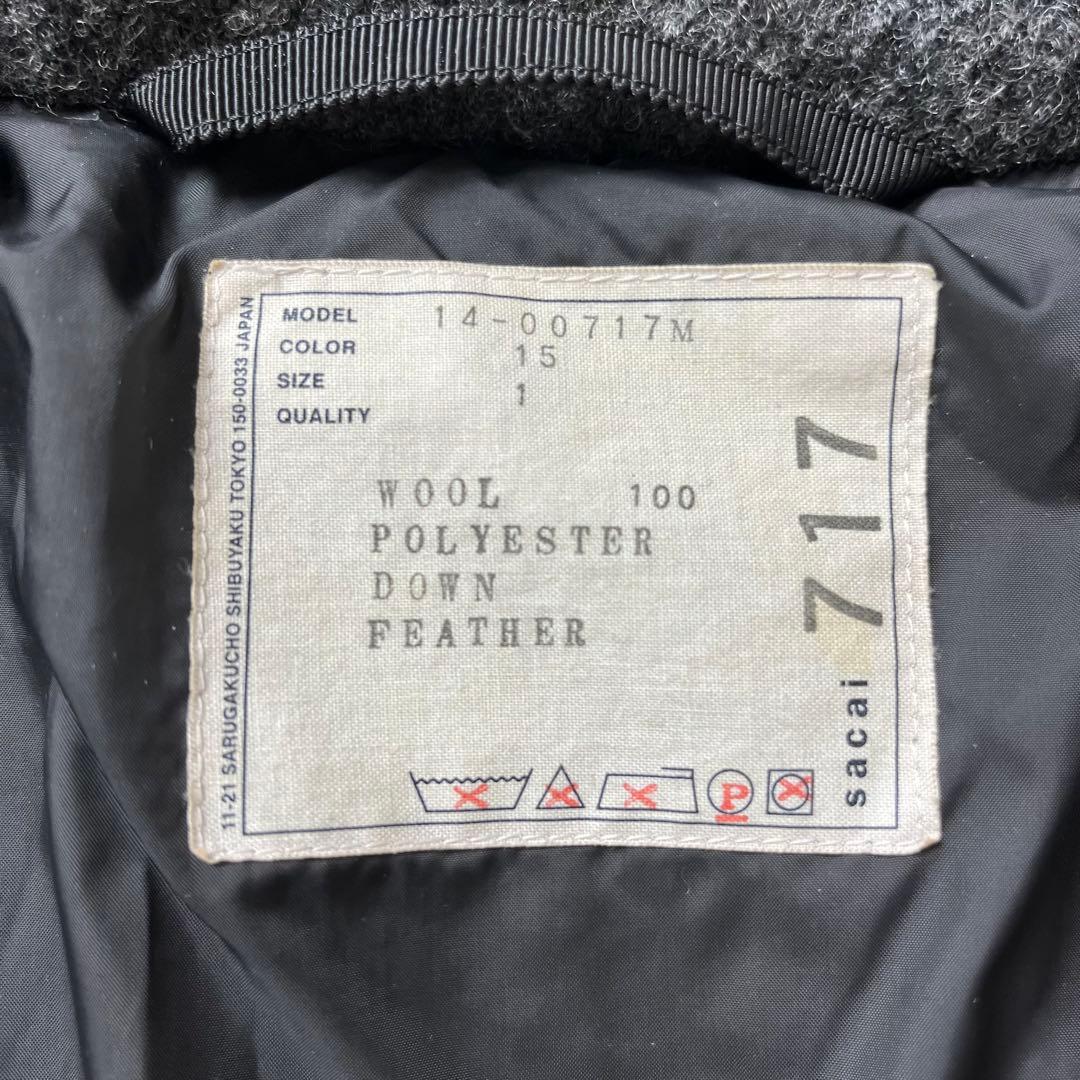 MODEL 14-00717M
COLOR 15
SIZE 1
QUALITY
WOOL 100
POLYESTER
DOWN
FEATHER
P
sacai 717
11-21 SARUGAKUCHO SHIBUYAKU TOKYO 150-0033 JAPAN